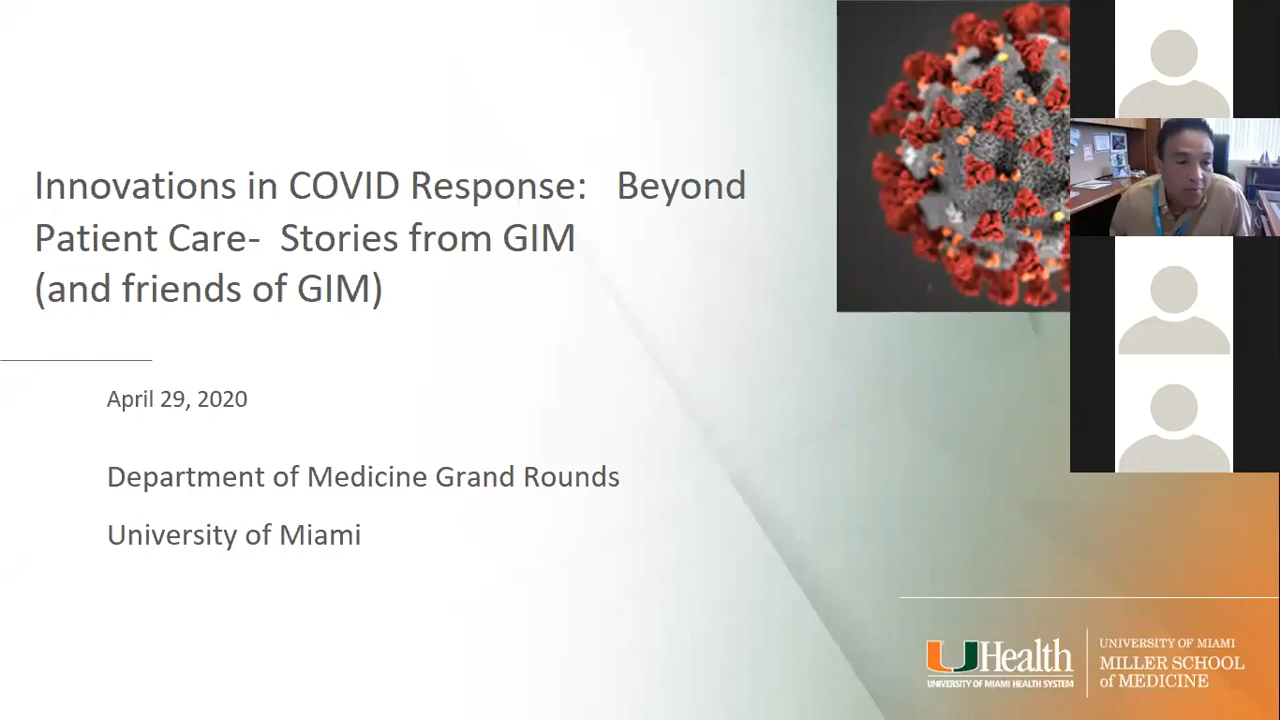 Innovations in COVID Response:   Beyond
Patient Care-  Stories from GIM
(and friends of GIM)
April 29, 2020
Department of Medicine Grand Rounds
University of Miami
UHealth
UNIVERSITY OF MIAMI HEALTH SYSTEM
UNIVERSITY OF MIAMI
MILLER SCHOOL
of MEDICINE